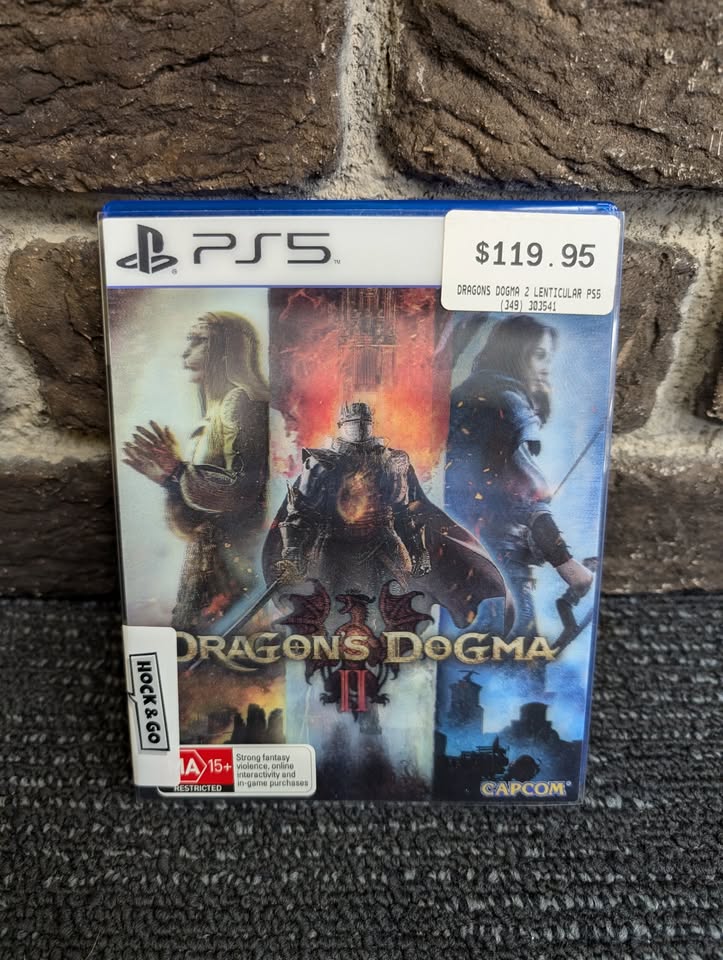 PS5
$119.95
DRAGONS DOGMA 2 LENTICULAR PS5
(349) 303541
DRAGON'S DOGMA
II
HOCK & GO
MA 15+
RESTRICTED
Strong fantasy
violence, online
interactivity and
in-game purchases
CAPCOM